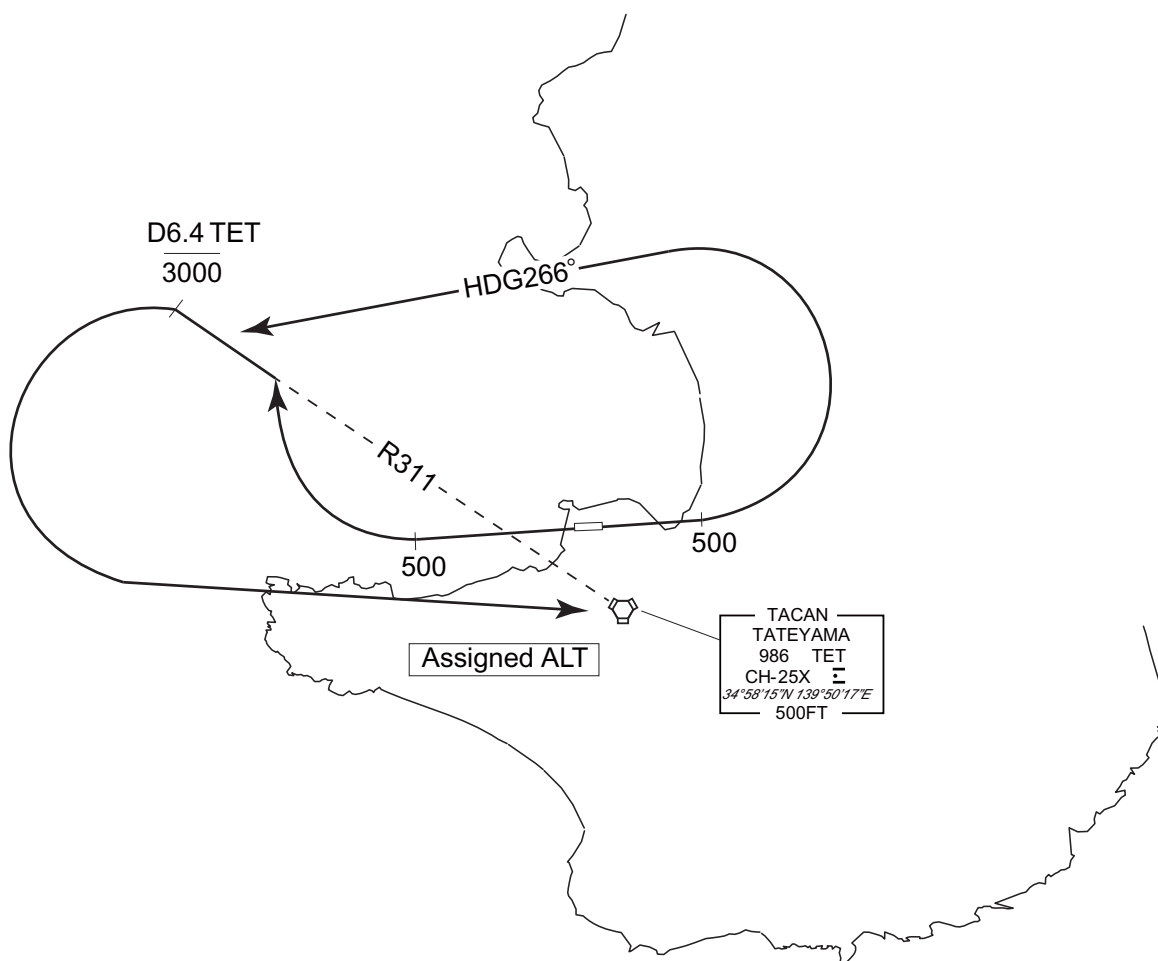 D6.4 TET
3000
HDG266°
R311
500
500
Assigned ALT
TACAN
TATEYAMA
986 TET
CH-25X
34°58'15"N 139°50'17"E
500FT